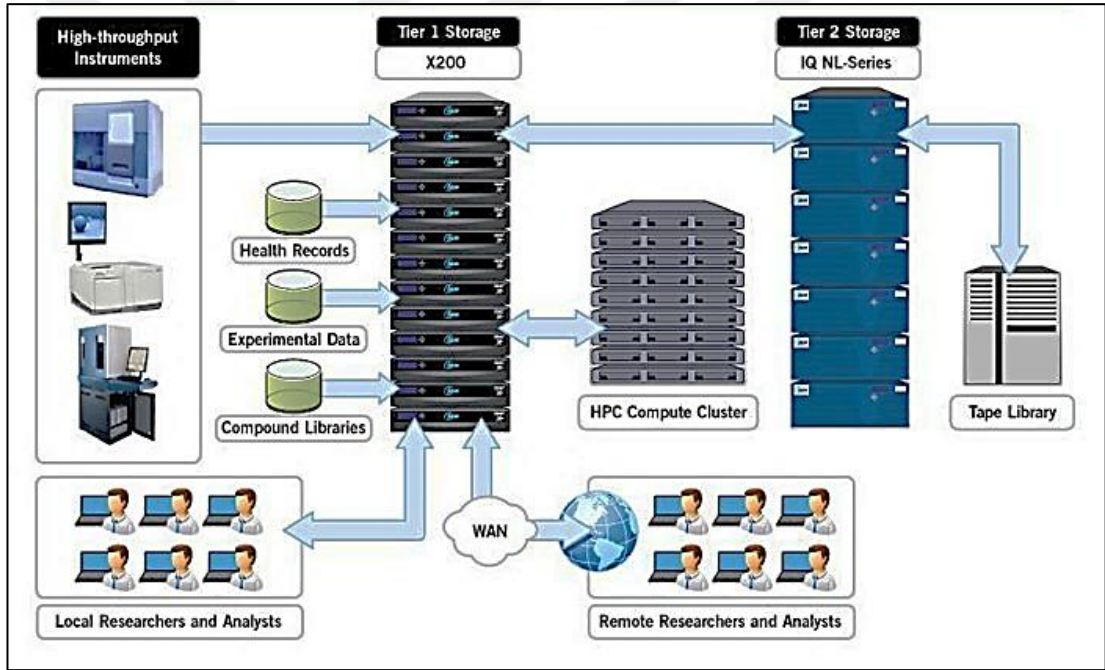 High-throughput
Instruments
Tier 1 Storage
X200
Tier 2 Storage
IQ NL-Series
Health Records
Experimental Data
Compound Libraries
HPC Compute Cluster
Tape Library
WAN
Local Researchers and Analysts
Remote Researchers and Analysts